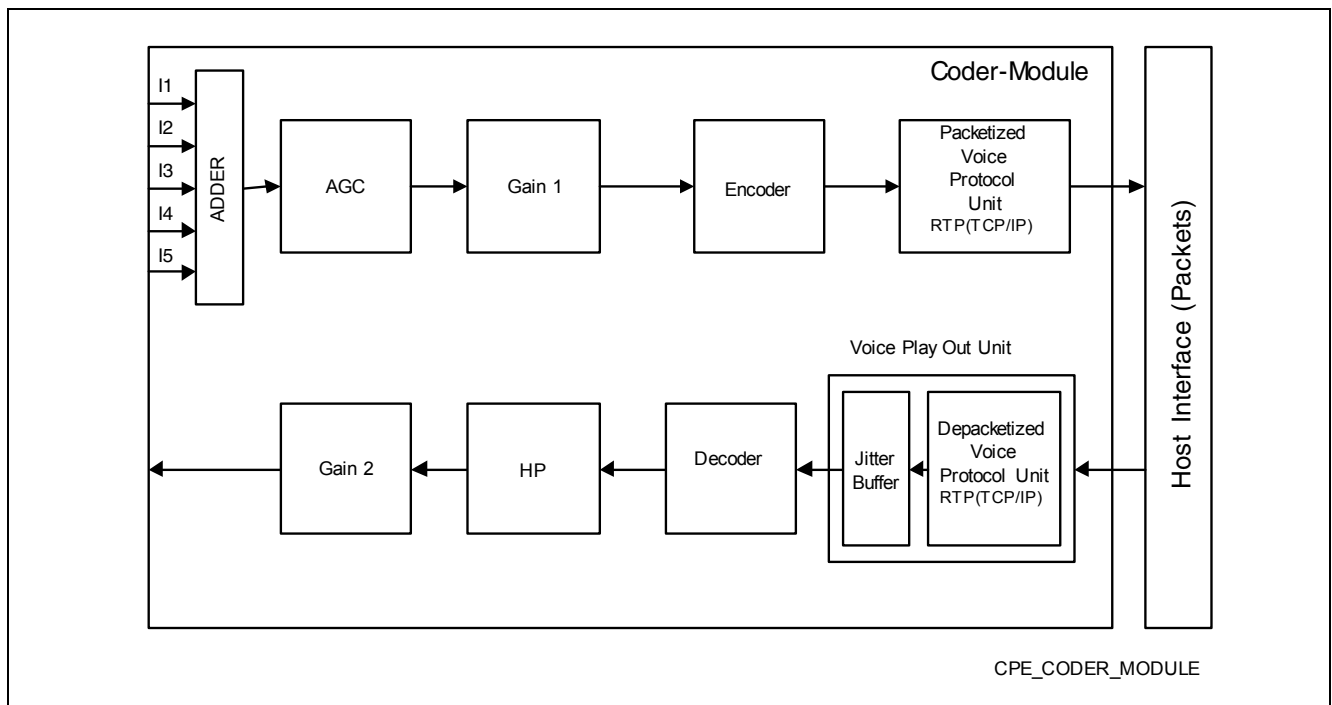 Coder-Module
I1
I2
I3
I4
I5
ADDER
AGC
Gain 1
Encoder
Packetized
Voice
Protocol
Unit
RTP(TCP/IP)
Host Interface (Packets)
Voice Play Out Unit
Gain 2
HP
Decoder
Jitter
Buffer
Depacketized
Voice
Protocol Unit
RTP(TCP/IP)
CPE_CODER_MODULE